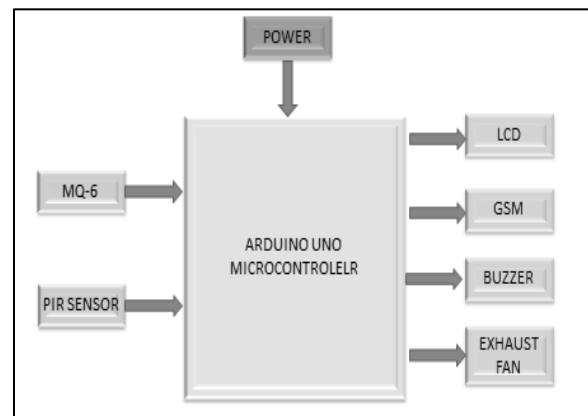 POWER
MQ-6
PIR SENSOR
ARDUINO UNO
MICROCONTROLELR
LCD
GSM
BUZZER
EXHAUST
FAN